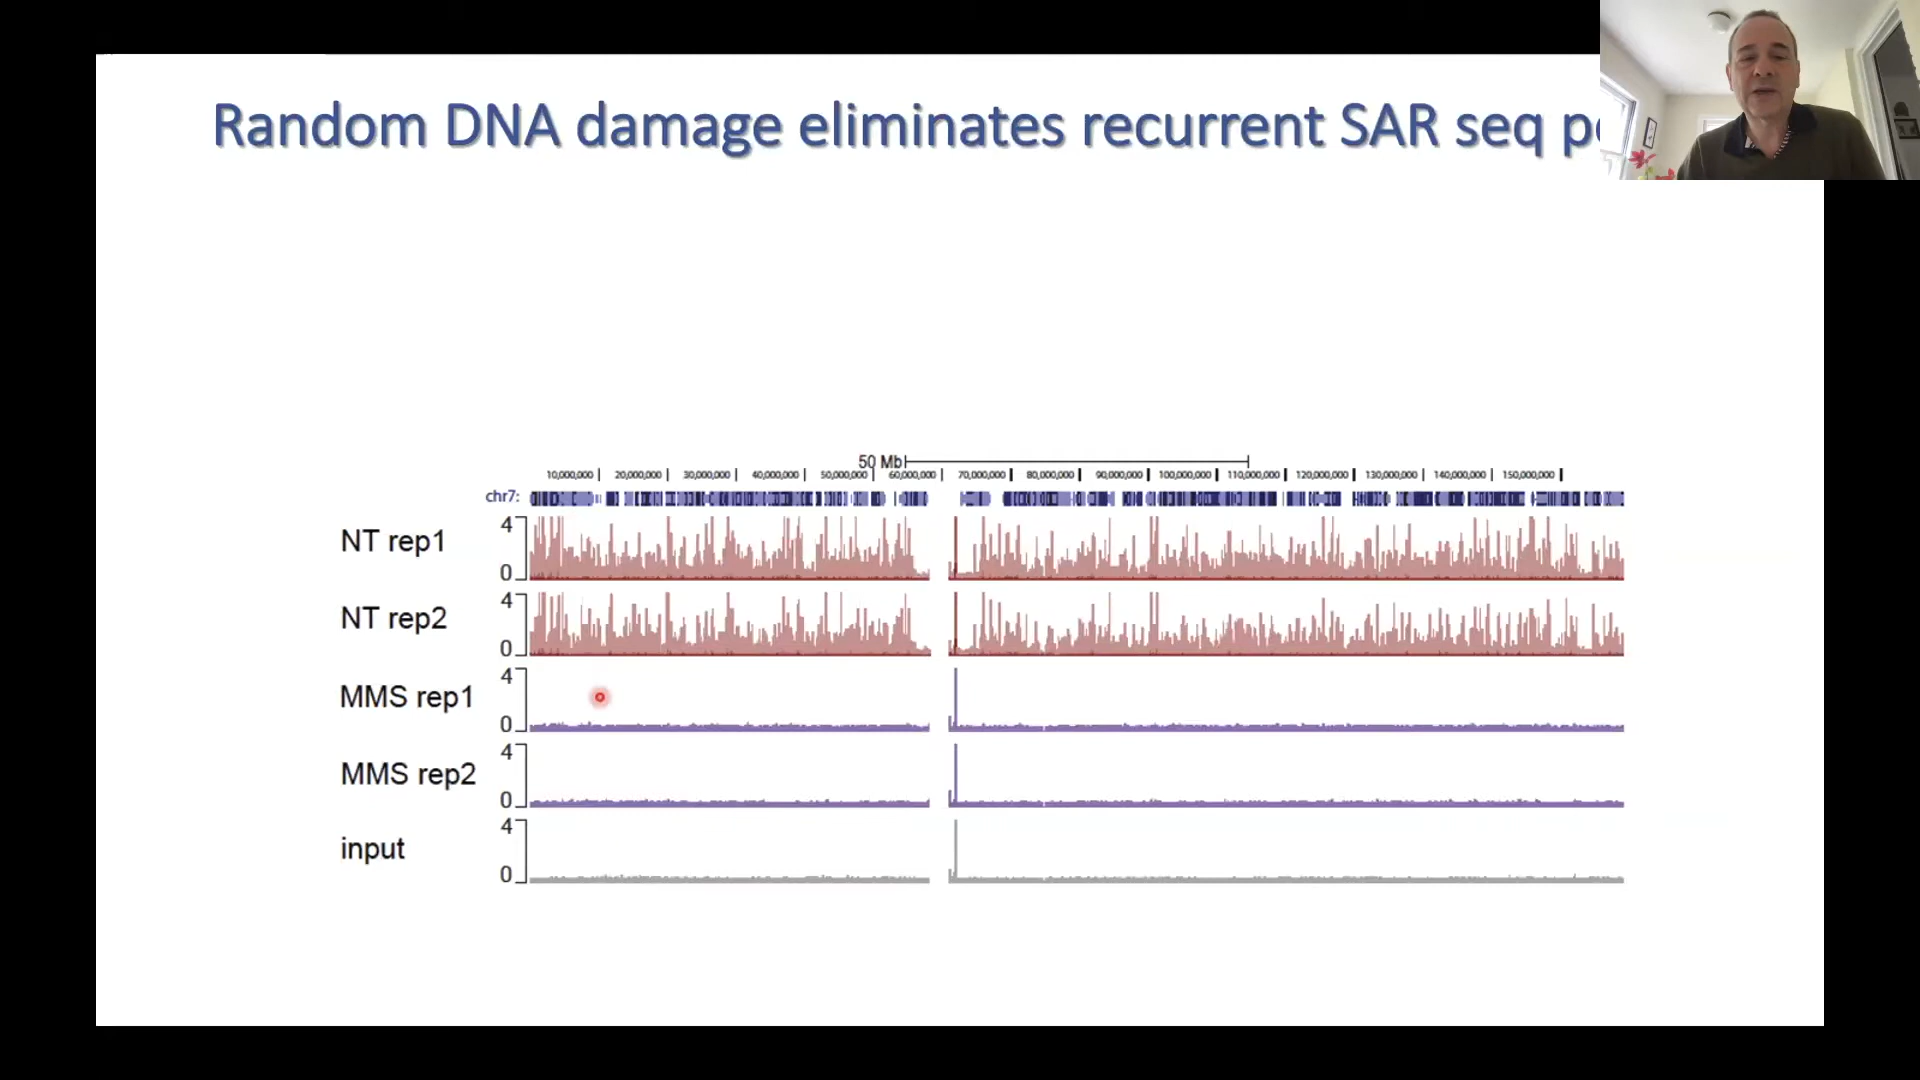 Random DNA damage eliminates recurrent SAR seq
50 Mb
10,000,000 20,000,000 30,000,000 40,000,000 50,000,000 60,000,000 70,000,000 80,000,000 90,000,000 100,000,000 110,000,000 120,000,000 130,000,000 140,000,000 150,000,000
chr7:
NT rep1 4 0
NT rep2 4 0
MMS rep1 4 0
MMS rep2 4 0
input 4 0